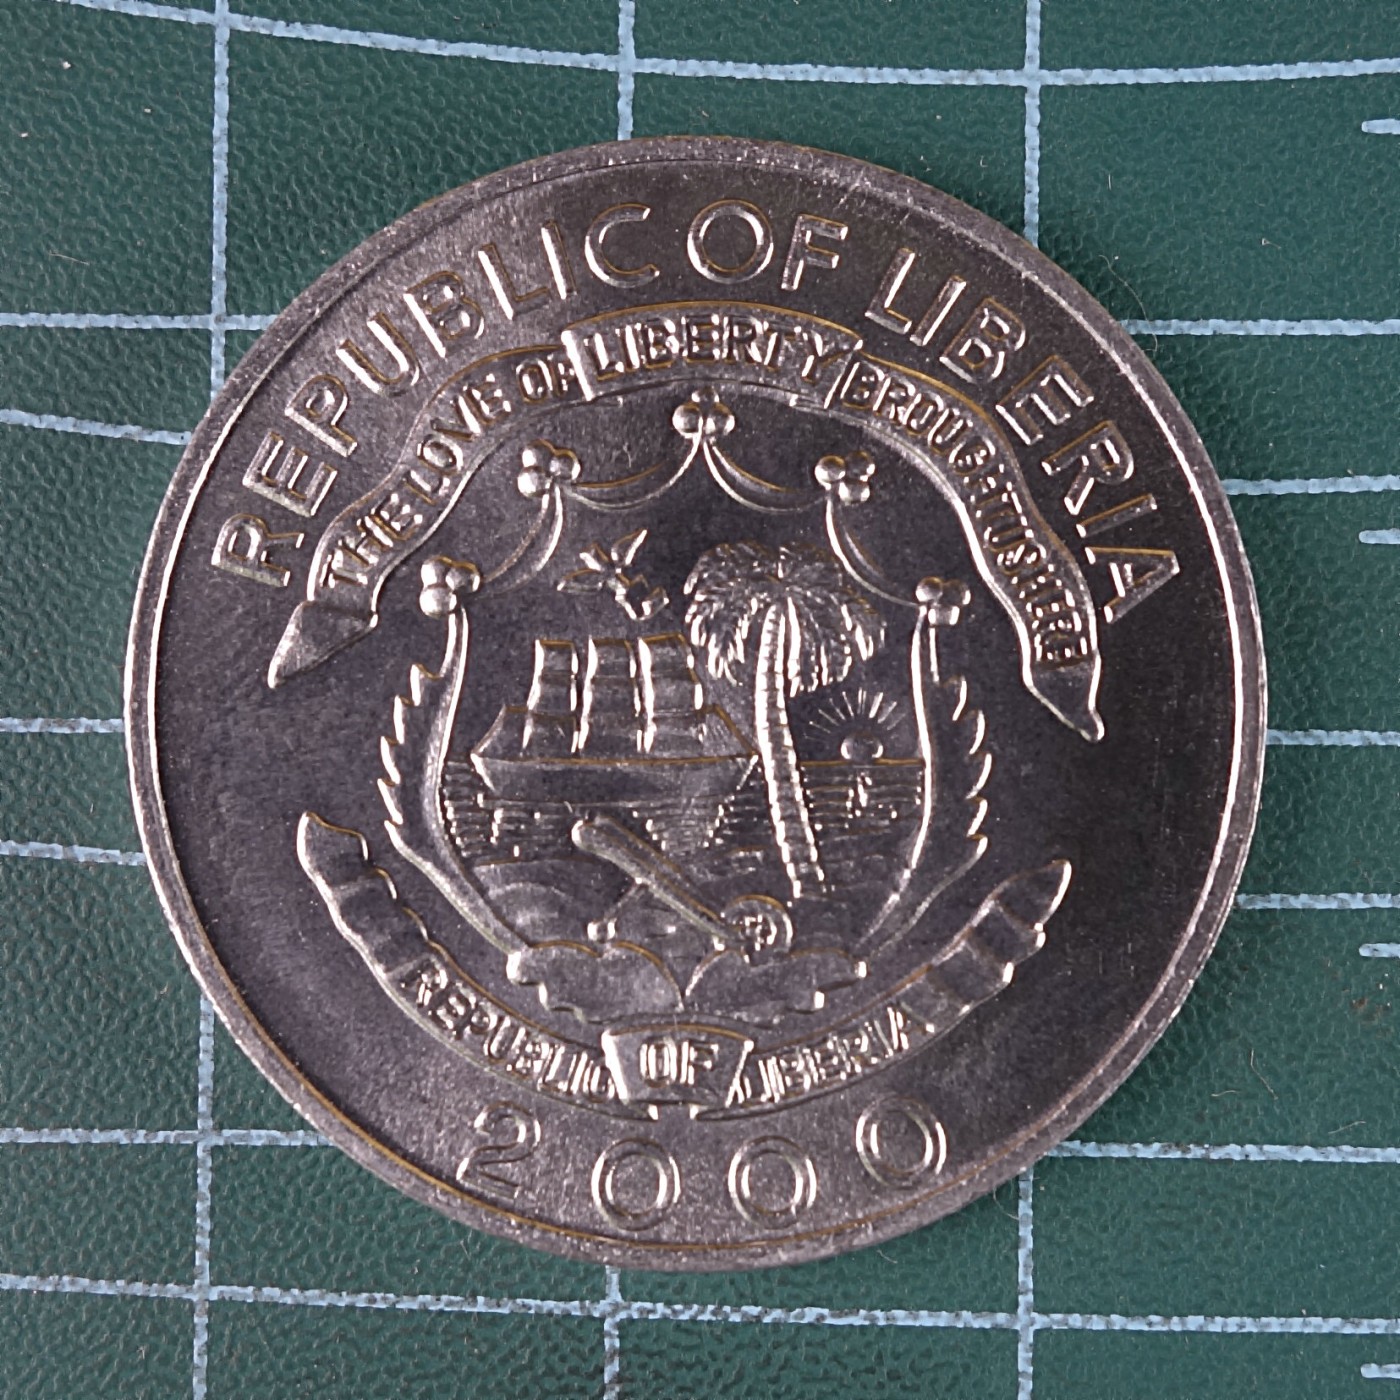 REPUBLIC OF LIBERIA
THE LOVE OF LIBERTY BROUGHT US HERE
REPUBLIC OF LIBERIA
2000